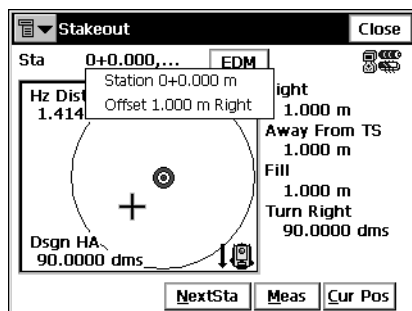 Stakeout
Close
Sta 0+0.000,... EDM
Station 0+0.000 m
Offset 1.000 m Right
Hz Dist
1.414
ight
1.000 m
Away From TS
1.000 m
Fill
1.000 m
Turn Right
90.0000 dms
Dsgn HA
90.0000 dms
NextSta Meas Cur Pos